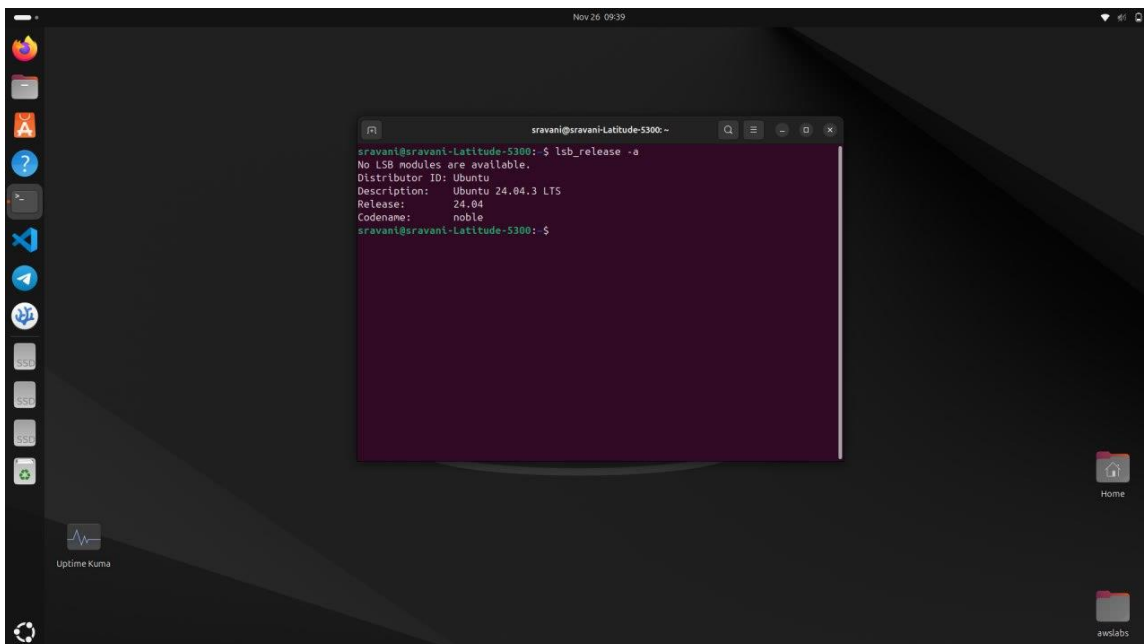 Nov 26 09:39
sravani@sravani-Latitude-5300: ~
sravani@sravani-Latitude-5300:~$ lsb_release -a
No LSB modules are available.
Distributor ID: Ubuntu
Description: Ubuntu 24.04.3 LTS
Release: 24.04
Codename: noble
sravani@sravani-Latitude-5300:~$
SSD
SSD
SSD
Home
Uptime Kuma
awslabs